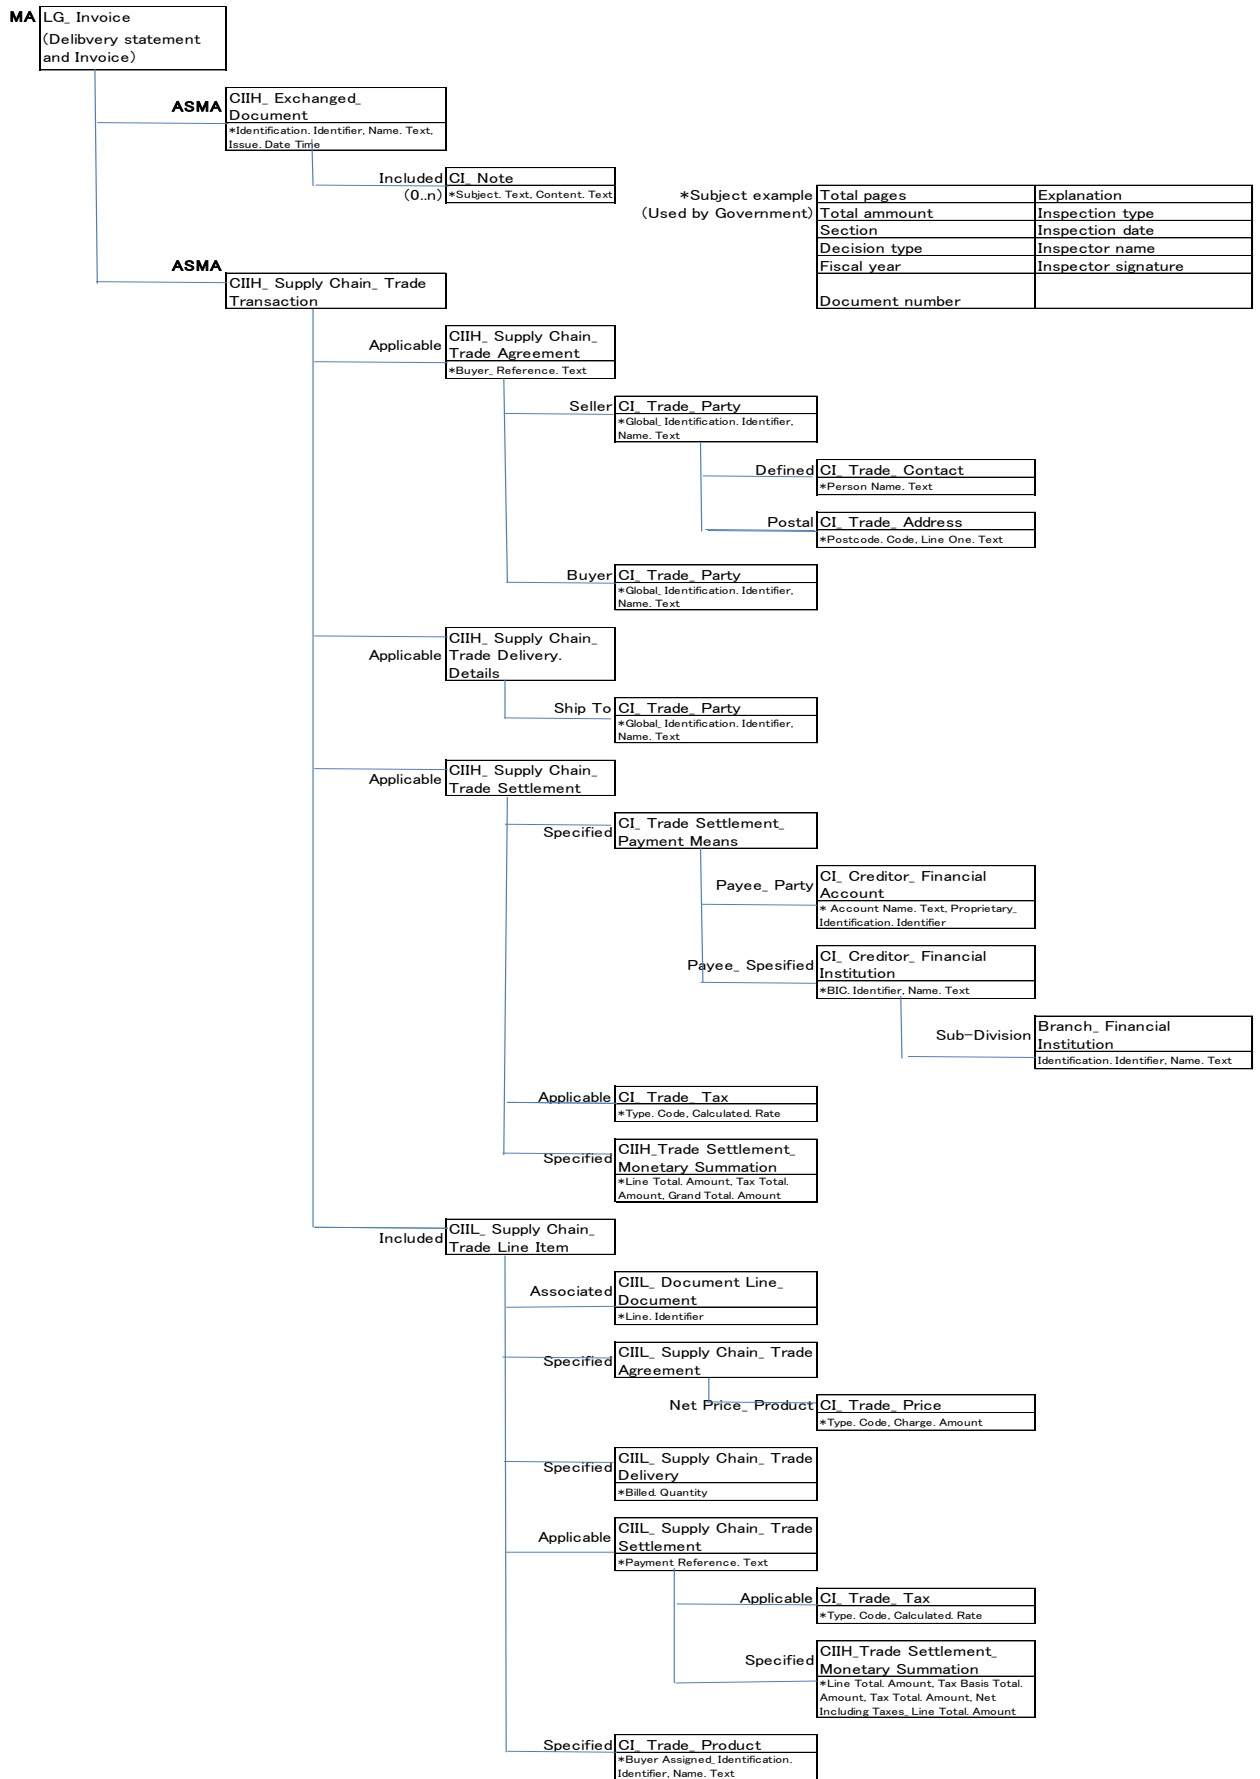 MA
LG_ Invoice
(Delibvery statement
and Invoice)
ASMA
CIIH_ Exchanged_
Document
*Identification. Identifier, Name. Text,
Issue. Date Time
Included
(0..n)
CI_ Note
*Subject. Text, Content. Text
*Subject example
(Used by Government)
Total pages
Explanation
Total ammount
Inspection type
Section
Inspection date
Decision type
Inspector name
Fiscal year
Inspector signature
Document number
ASMA
CIIH_ Supply Chain_ Trade
Transaction
Applicable
CIIH_ Supply Chain_
Trade Agreement
*Buyer_ Reference. Text
Seller
CI_ Trade_ Party
*Global_ Identification. Identifier,
Name. Text
Defined
CI_ Trade_ Contact
*Person Name. Text
Postal
CI_ Trade_ Address
*Postcode. Code, Line One. Text
Buyer
CI_ Trade_ Party
*Global_ Identification. Identifier,
Name. Text
Applicable
CIIH_ Supply Chain_
Trade Delivery.
Details
Ship To
CI_ Trade_ Party
*Global_ Identification. Identifier,
Name. Text
Applicable
CIIH_ Supply Chain_
Trade Settlement
Specified
CI_ Trade Settlement_
Payment Means
Payee_ Party
CI_ Creditor_ Financial
Account
* Account Name. Text, Proprietary_
Identification. Identifier
Payee_ Spesified
CI_ Creditor_ Financial
Institution
*BIC. Identifier, Name. Text
Sub-Division
Branch_ Financial
Institution
Identification. Identifier, Name. Text
Applicable
CI_ Trade_ Tax
*Type. Code, Calculated. Rate
Specified
CIIH_Trade Settlement_
Monetary Summation
*Line Total. Amount, Tax Total.
Amount, Grand Total. Amount
Included
CIIL_ Supply Chain_
Trade Line Item
Associated
CIIL_ Document Line_
Document
*Line. Identifier
Specified
CIIL_ Supply Chain_ Trade
Agreement
Net Price_ Product
CI_ Trade_ Price
*Type. Code, Charge. Amount
Specified
CIIL_ Supply Chain_ Trade
Delivery
*Billed. Quantity
Applicable
CIIL_ Supply Chain_ Trade
Settlement
*Payment Reference. Text
Applicable
CI_ Trade_ Tax
*Type. Code, Calculated. Rate
Specified
CIIH_Trade Settlement_
Monetary Summation
*Line Total. Amount, Tax Basis Total.
Amount, Tax Total. Amount, Net
Including Taxes_ Line Total. Amount
Specified
CI_ Trade_ Product
*Buyer Assigned_ Identification.
Identifier, Name. Text